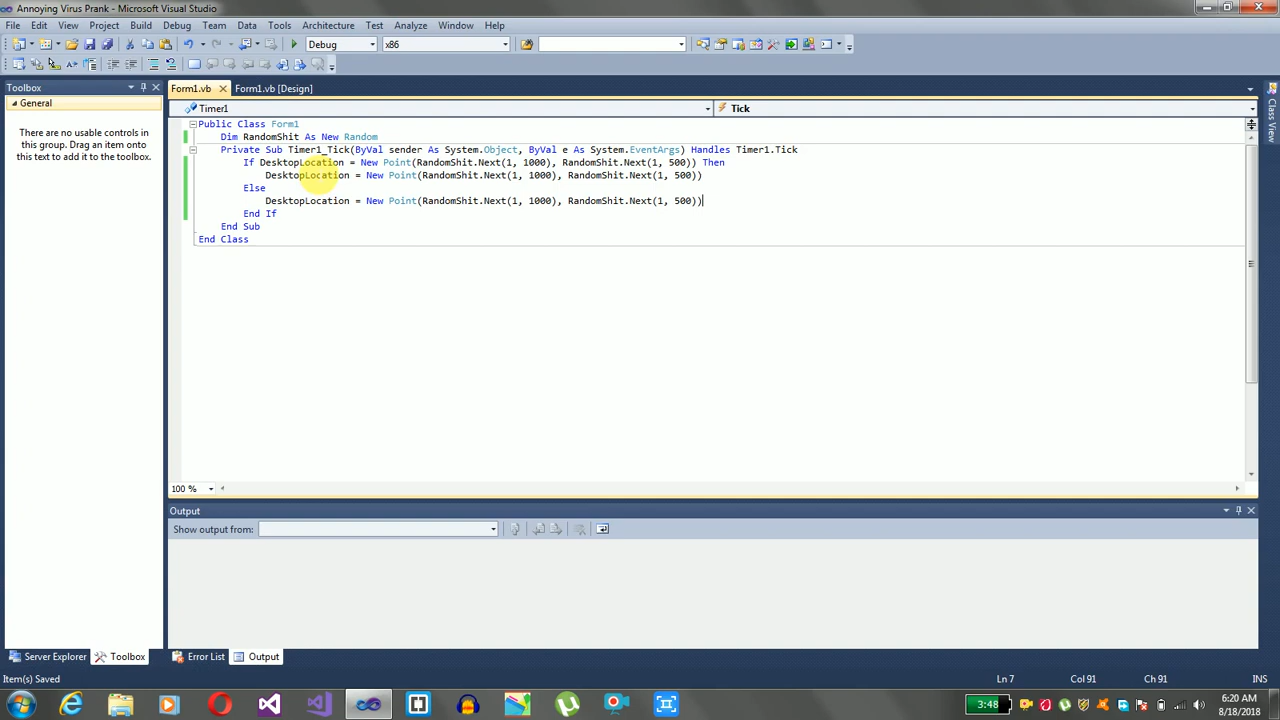 Annoying Virus Prank - Microsoft Visual Studio
File Edit View Project Build Debug Team Data Tools Architecture Test Analyze Window Help
Debug x86
Toolbox
General
There are no usable controls in
this group. Drag an item onto
this text to add it to the toolbox.
Form1.vb Form1.vb [Design]
Timer1 Tick
Public Class Form1
Dim RandomShit As New Random
Private Sub Timer1_Tick(ByVal sender As System.Object, ByVal e As System.EventArgs) Handles Timer1.Tick
If DesktopLocation = New Point(RandomShit.Next(1, 1000), RandomShit.Next(1, 500)) Then
DesktopLocation = New Point(RandomShit.Next(1, 1000), RandomShit.Next(1, 500))
Else
DesktopLocation = New Point(RandomShit.Next(1, 1000), RandomShit.Next(1, 500))
End If
End Sub
End Class
100 %
Output
Show output from:
Class View
Server Explorer Toolbox Error List Output
Item(s) Saved Ln 7 Col 91 Ch 91 INS
3:48
6:20 AM
8/18/2018